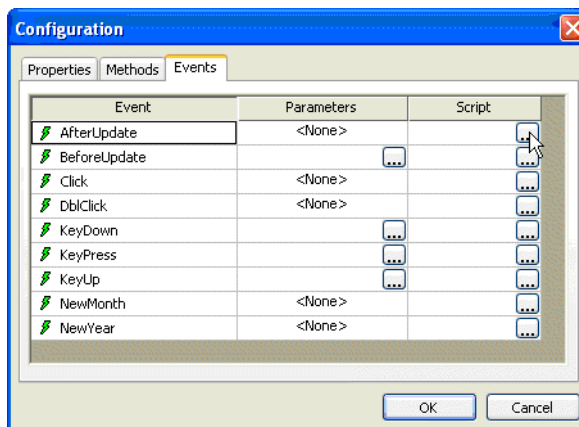 Configuration
Properties Methods Events
Event Parameters Script
AfterUpdate <None> ...
BeforeUpdate ... ...
Click <None> ...
DblClick <None> ...
KeyDown ... ...
KeyPress ... ...
KeyUp ... ...
NewMonth <None> ...
NewYear <None> ...
OK Cancel